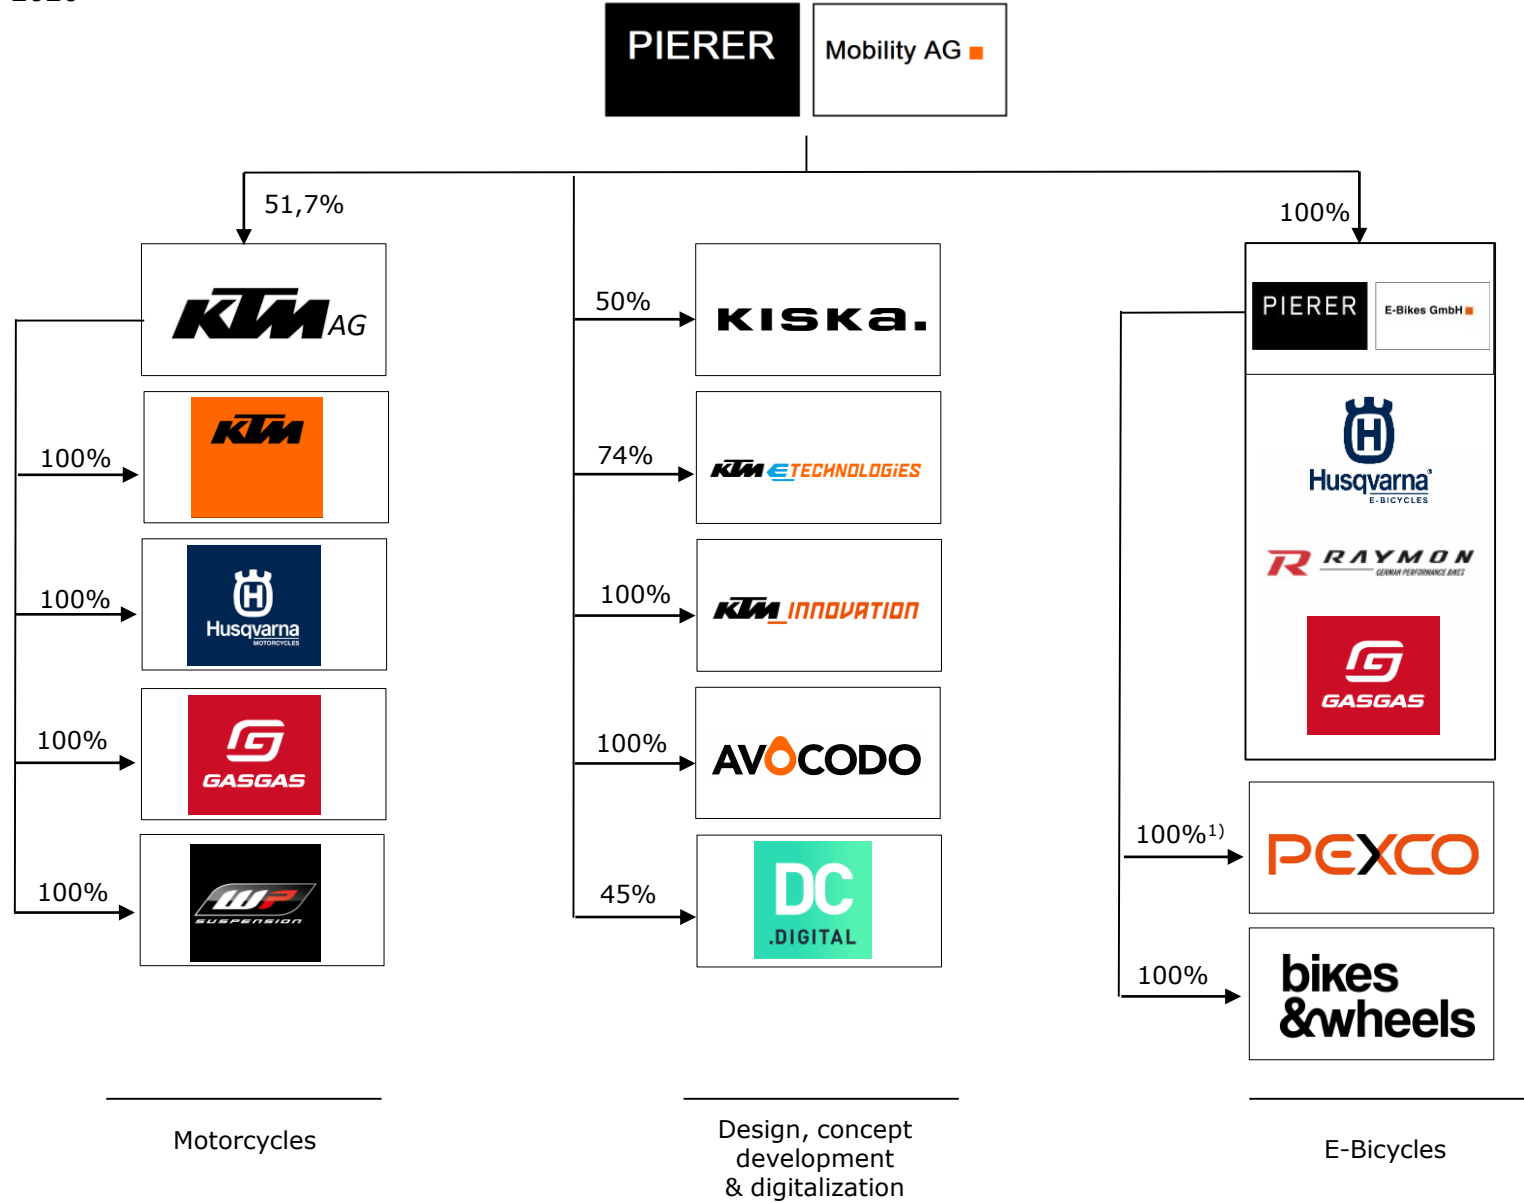 PIERER
Mobility AG
51,7%
100%
KTM AG
100%
KTM
100%
Husqvarna
MOTORCYCLES
100%
GASGAS
100%
WP
SUSPENSION
Motorcycles
50%
KISKa.
74%
KTM E TECHNOLOGiES
100%
KTM_INNOVATION
100%
AVOCODO
45%
DC
.DIGITAL
Design, concept
development
& digitalization
PIERER
E-Bikes GmbH
Husqvarna®
E-BICYCLES
R RAYMON
GERMAN PERFORMANCE BIKES
GASGAS
100%1)
PEXCO
100%
bikes
&wheels
E-Bicycles